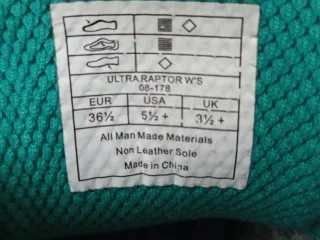 ULTRA RAPTOR W'S
08-178
EUR USA UK
36½ 5½ + 3½ +
All Man Made Materials
Non Leather Sole
Made in China